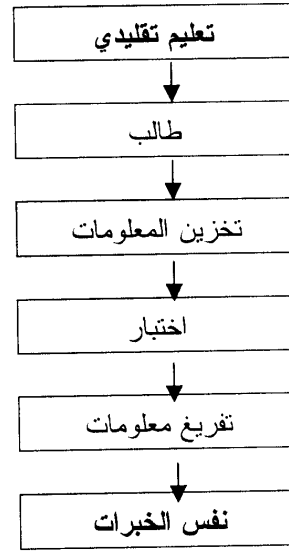 تعليم تقليدي
طالب
تخزين المعلومات
اختبار
تفريغ معلومات
نفس الخبرات